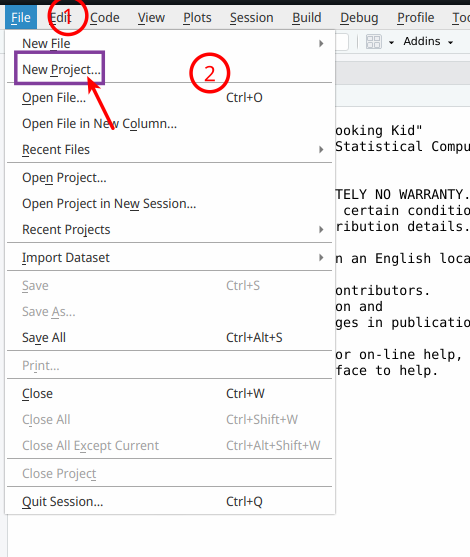 File Edit Code View Plots Session Build Debug Profile To
1
Addins
New File
New Project...
2
Open File... Ctrl+O
Open File in New Column...
Recent Files
Open Project...
Open Project in New Session...
Recent Projects
Import Dataset
Save Ctrl+S
Save As...
Save All Ctrl+Alt+S
Print...
Close Ctrl+W
Close All Ctrl+Shift+W
Close All Except Current Ctrl+Alt+Shift+W
Close Project
Quit Session... Ctrl+Q
ooking Kid"
Statistical Compu
TELY NO WARRANTY.
certain conditio
ribution details.
n an English loca
ontributors.
on and
ges in publicatio
or on-line help,
face to help.